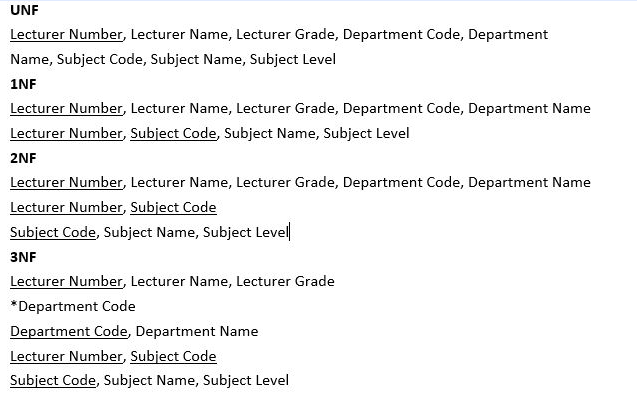 UNF
Lecturer Number, Lecturer Name, Lecturer Grade, Department Code, Department
Name, Subject Code, Subject Name, Subject Level
1NF
Lecturer Number, Lecturer Name, Lecturer Grade, Department Code, Department Name
Lecturer Number, Subject Code, Subject Name, Subject Level
2NF
Lecturer Number, Lecturer Name, Lecturer Grade, Department Code, Department Name
Lecturer Number, Subject Code
Subject Code, Subject Name, Subject Level
3NF
Lecturer Number, Lecturer Name, Lecturer Grade
*Department Code
Department Code, Department Name
Lecturer Number, Subject Code
Subject Code, Subject Name, Subject Level